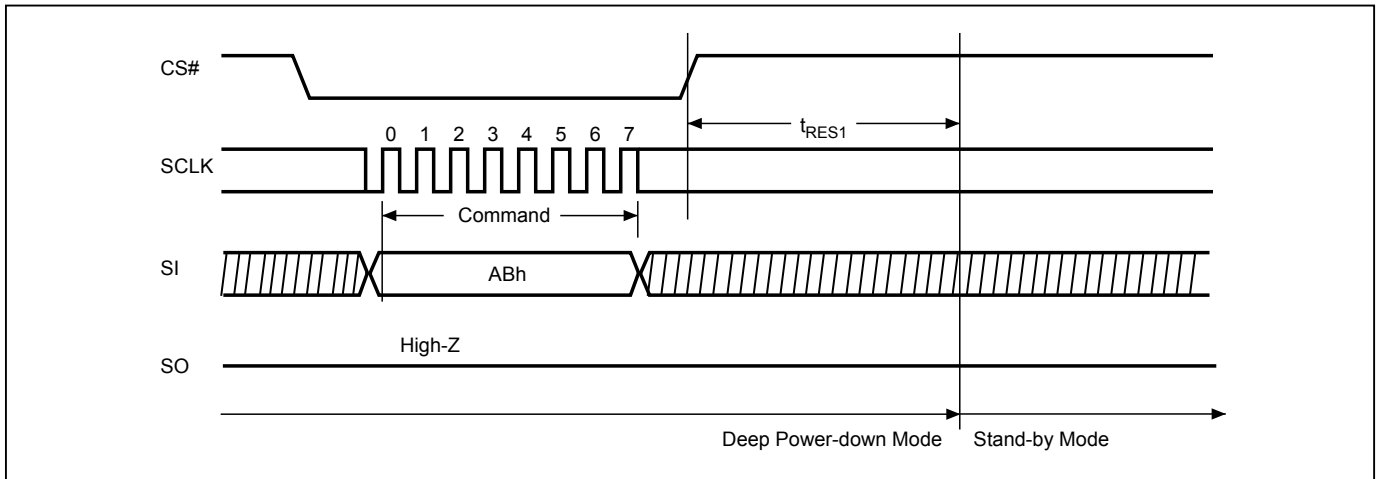 CS#
tRES1
0 1 2 3 4 5 6 7
SCLK
Command
SI
ABh
High-Z
SO
Deep Power-down Mode Stand-by Mode